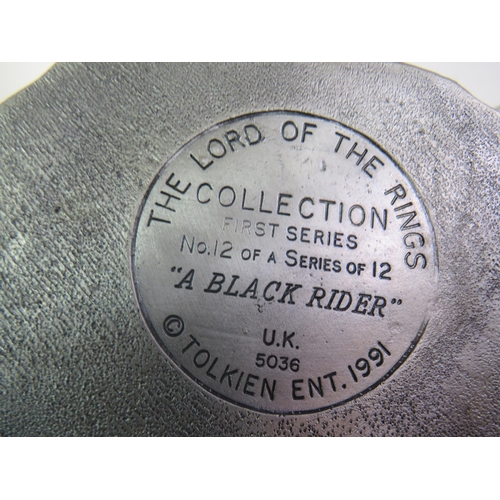 THE LORD OF THE RINGS
COLLECTION
FIRST SERIES
No.12 OF A SERIES OF 12
"A BLACK RIDER"
U.K.
5036
© TOLKIEN ENT. 1991